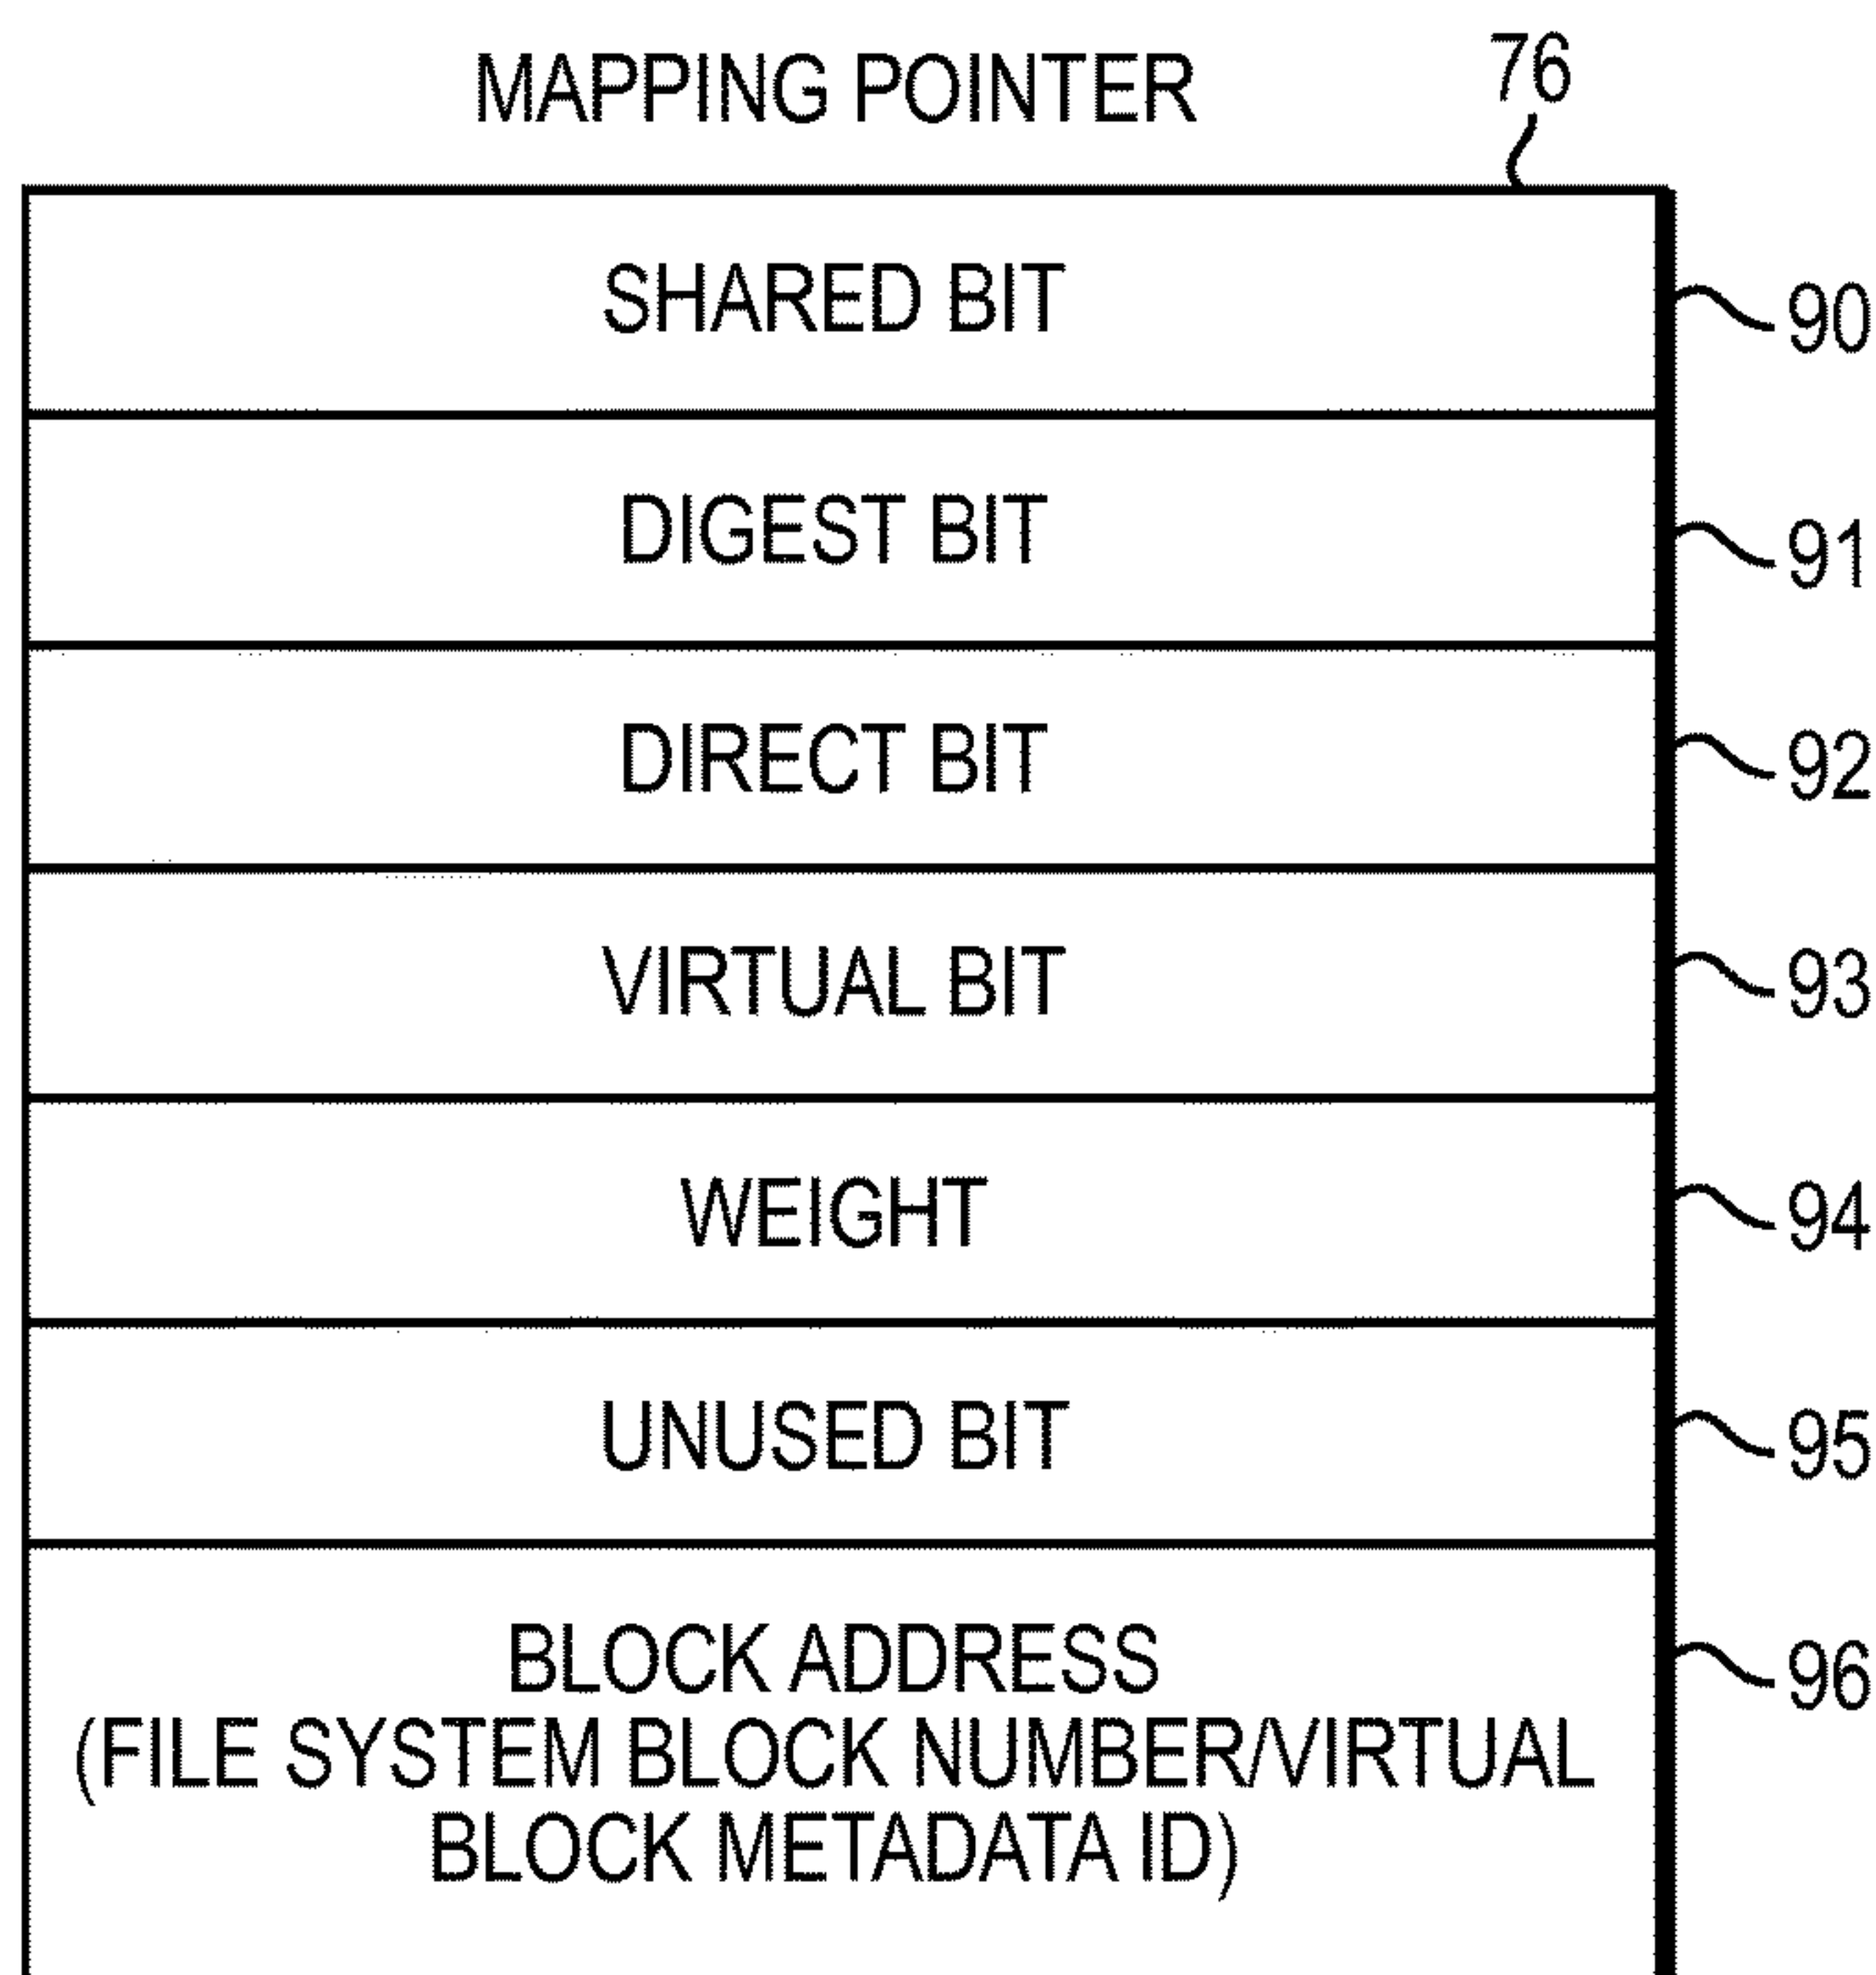 MAPPING POINTER 76
SHARED BIT 90
DIGEST BIT 91
DIRECT BIT 92
VIRTUAL BIT 93
WEIGHT 94
UNUSED BIT 95
BLOCK ADDRESS 96
(FILE SYSTEM BLOCK NUMBER/VIRTUAL
BLOCK METADATA ID)